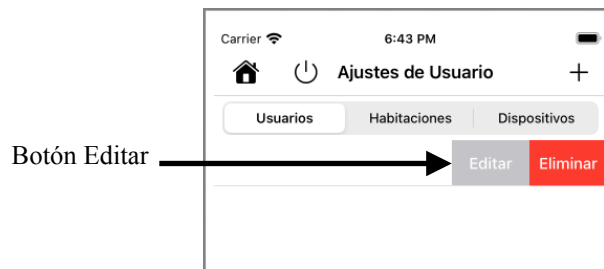 Carrier 6:43 PM
Ajustes de Usuario
Usuarios Habitaciones Dispositivos
Botón Editar Editar Eliminar